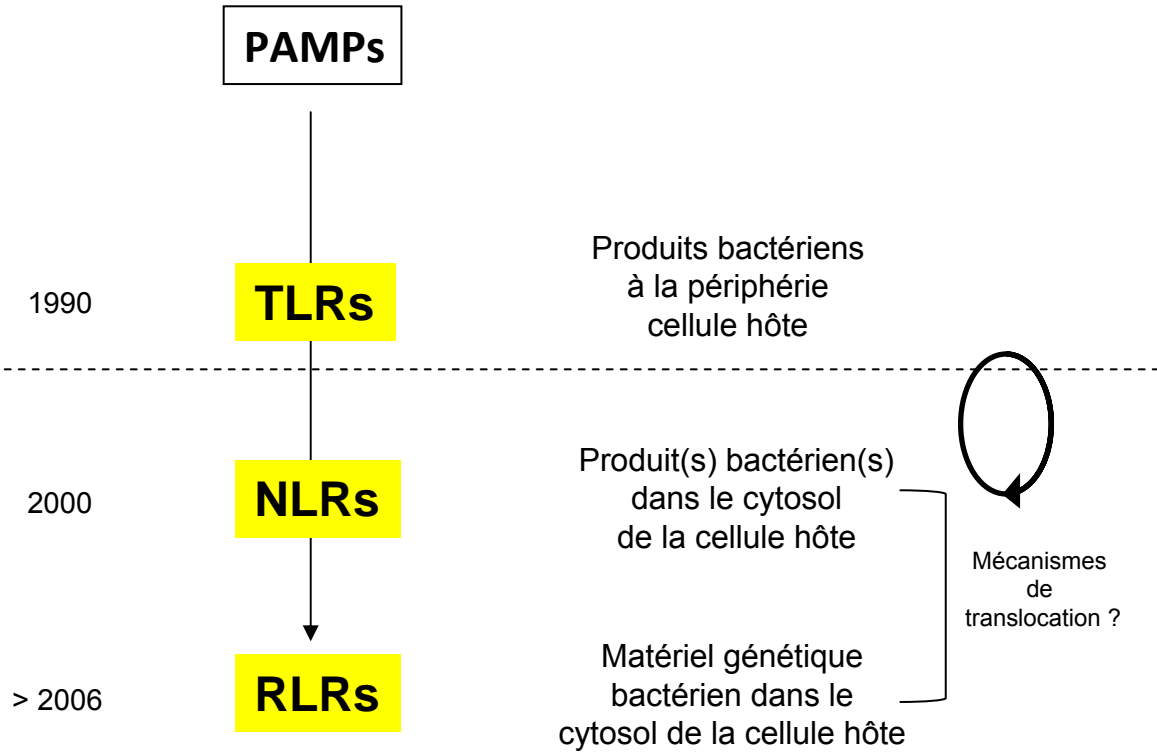 PAMPs
1990
TLRs
Produits bactériens
à la périphérie
cellule hôte
2000
NLRs
Produit(s) bactérien(s)
dans le cytosol
de la cellule hôte
Mécanismes
de
translocation ?
> 2006
RLRs
Matériel génétique
bactérien dans le
cytosol de la cellule hôte